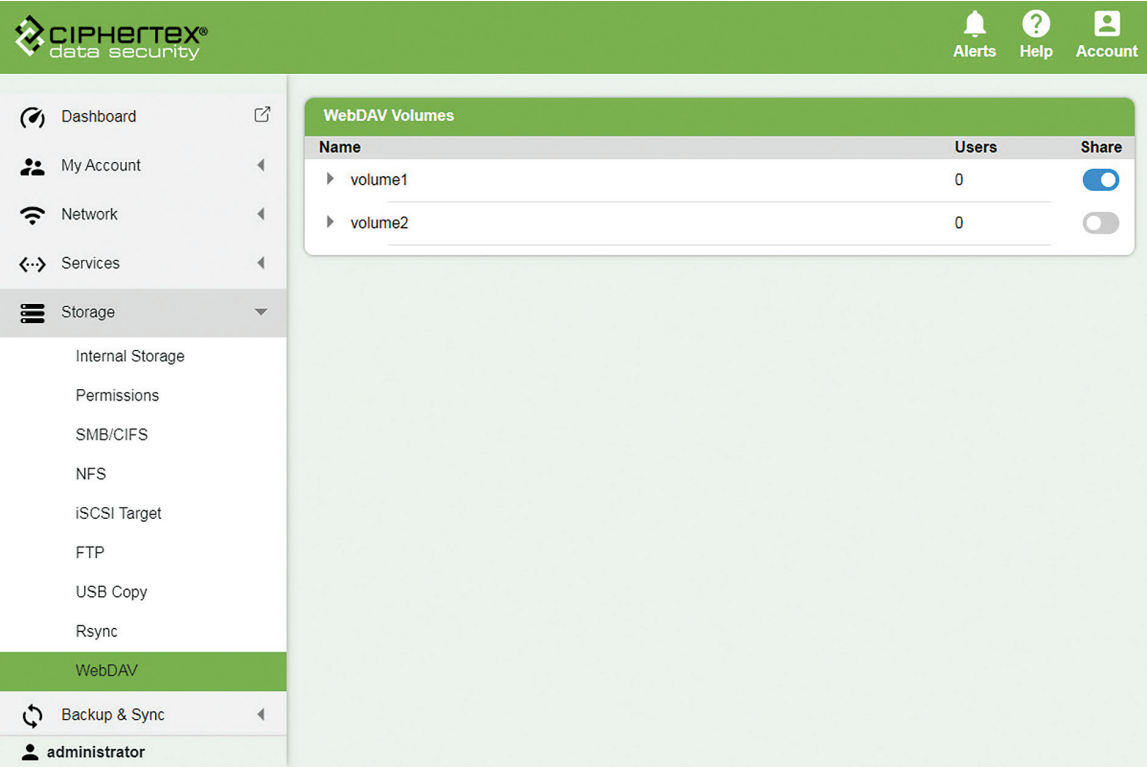 CIPHERTEX®
data security
Alerts Help Account
Dashboard
My Account
Network
Services
Storage
Internal Storage
Permissions
SMB/CIFS
NFS
iSCSI Target
FTP
USB Copy
Rsync
WebDAV
Backup & Sync
administrator
WebDAV Volumes
Name Users Share
volume1 0
volume2 0